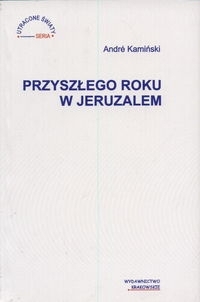 UTRACONE ŚWIATY
SERIA
André Kamiński
PRZYSZŁEGO ROKU
W JERUZALEM
WYDAWNICTWO
KRAKOWSKIE